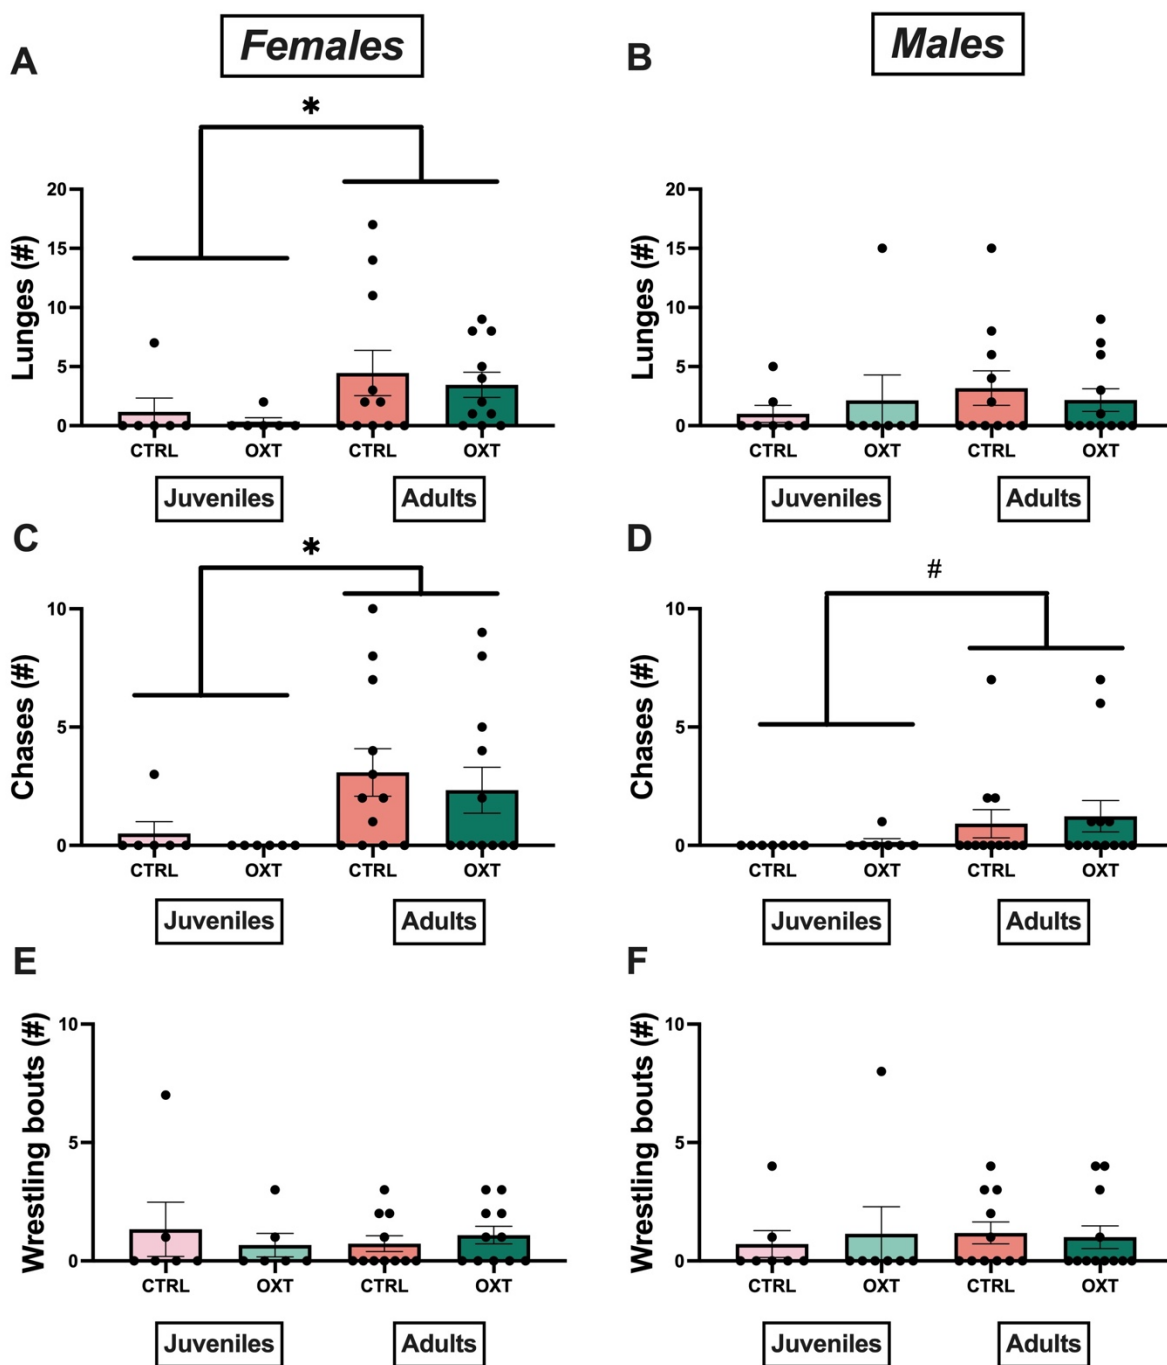 Females
Males
A
B
*
Lunges (#)
20
15
10
5
0
CTRL
OXT
CTRL
OXT
Juveniles
Adults
Lunges (#)
20
15
10
5
0
CTRL
OXT
CTRL
OXT
Juveniles
Adults
C
*
Chases (#)
10
5
0
CTRL
OXT
CTRL
OXT
Juveniles
Adults
D
#
Chases (#)
10
5
0
CTRL
OXT
CTRL
OXT
Juveniles
Adults
E
Wrestling bouts (#)
10
5
0
CTRL
OXT
CTRL
OXT
Juveniles
Adults
F
Wrestling bouts (#)
10
5
0
CTRL
OXT
CTRL
OXT
Juveniles
Adults